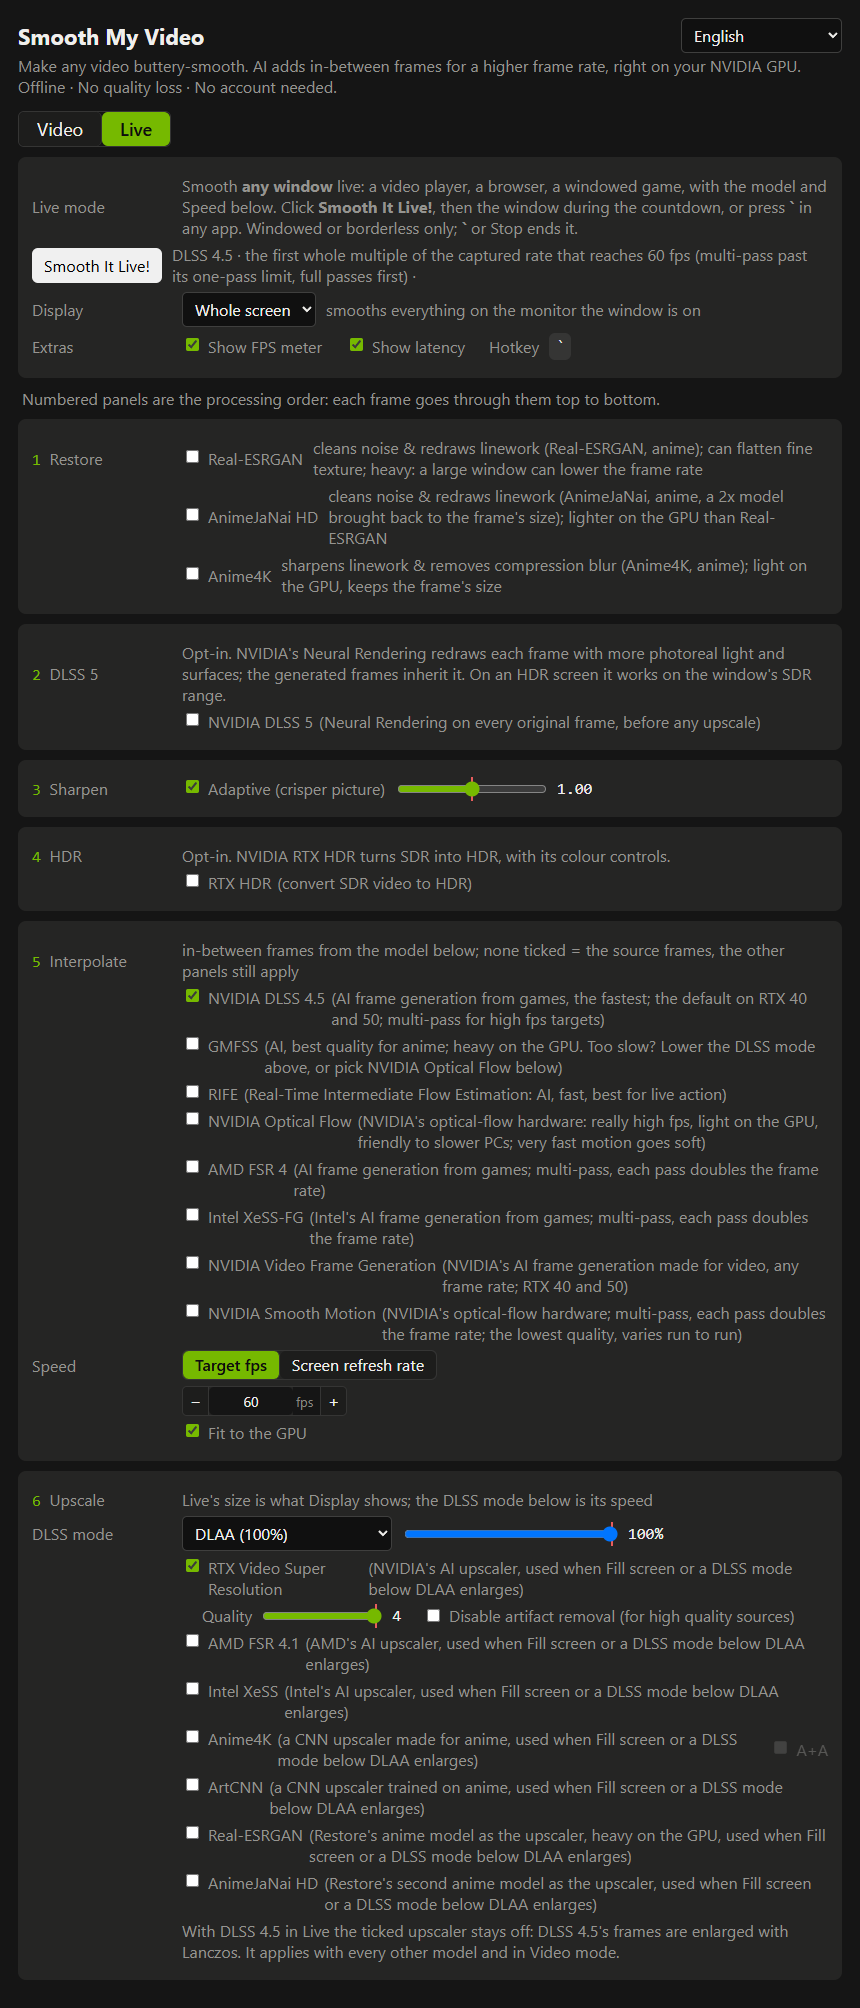 Smooth My Video
English
Make any video buttery-smooth. AI adds in-between frames for a higher frame rate, right on your NVIDIA GPU.
Offline · No quality loss · No account needed.
Video Live
Live mode
Smooth any window live: a video player, a browser, a windowed game, with the model and
Speed below. Click Smooth It Live!, then the window during the countdown, or press ` in
any app. Windowed or borderless only; ` or Stop ends it.
Smooth It Live!
DLSS 4.5 · the first whole multiple of the captured rate that reaches 60 fps (multi-pass past
its one-pass limit, full passes first) ·
Display Whole screen smooths everything on the monitor the window is on
Extras Show FPS meter Show latency Hotkey `
Numbered panels are the processing order: each frame goes through them top to bottom.
1 Restore
Real-ESRGAN cleans noise & redraws linework (Real-ESRGAN, anime); can flatten fine
texture; heavy: a large window can lower the frame rate
AnimeJaNai HD cleans noise & redraws linework (AnimeJaNai, anime, a 2x model
brought back to the frame's size); lighter on the GPU than Real-
ESRGAN
Anime4K sharpens linework & removes compression blur (Anime4K, anime); light on
the GPU, keeps the frame's size
2 DLSS 5
Opt-in. NVIDIA's Neural Rendering redraws each frame with more photoreal light and
surfaces; the generated frames inherit it. On an HDR screen it works on the window's SDR
range.
NVIDIA DLSS 5 (Neural Rendering on every original frame, before any upscale)
3 Sharpen Adaptive (crisper picture) 1.00
4 HDR Opt-in. NVIDIA RTX HDR turns SDR into HDR, with its colour controls.
RTX HDR (convert SDR video to HDR)
5 Interpolate
in-between frames from the model below; none ticked = the source frames, the other
panels still apply
NVIDIA DLSS 4.5 (AI frame generation from games, the fastest; the default on RTX 40
and 50; multi-pass for high fps targets)
GMFSS (AI, best quality for anime; heavy on the GPU. Too slow? Lower the DLSS mode
above, or pick NVIDIA Optical Flow below)
RIFE (Real-Time Intermediate Flow Estimation: AI, fast, best for live action)
NVIDIA Optical Flow (NVIDIA's optical-flow hardware: really high fps, light on the GPU,
friendly to slower PCs; very fast motion goes soft)
AMD FSR 4 (AI frame generation from games; multi-pass, each pass doubles the frame
rate)
Intel XeSS-FG (Intel's AI frame generation from games; multi-pass, each pass doubles
the frame rate)
NVIDIA Video Frame Generation (NVIDIA's AI frame generation made for video, any
frame rate; RTX 40 and 50)
NVIDIA Smooth Motion (NVIDIA's optical-flow hardware; multi-pass, each pass doubles
the frame rate; the lowest quality, varies run to run)
Speed Target fps Screen refresh rate
− 60 fps +
Fit to the GPU
6 Upscale Live's size is what Display shows; the DLSS mode below is its speed
DLSS mode DLAA (100%) 100%
RTX Video Super
Resolution
(NVIDIA's AI upscaler, used when Fill screen or a DLSS mode
below DLAA enlarges)
Quality 4 Disable artifact removal (for high quality sources)
AMD FSR 4.1 (AMD's AI upscaler, used when Fill screen or a DLSS mode below DLAA
enlarges)
Intel XeSS (Intel's AI upscaler, used when Fill screen or a DLSS mode below DLAA
enlarges)
Anime4K (a CNN upscaler made for anime, used when Fill screen or a DLSS
mode below DLAA enlarges)
A+A
ArtCNN (a CNN upscaler trained on anime, used when Fill screen or a DLSS mode
below DLAA enlarges)
Real-ESRGAN (Restore's anime model as the upscaler, heavy on the GPU, used when Fill
screen or a DLSS mode below DLAA enlarges)
AnimeJaNai HD (Restore's second anime model as the upscaler, used when Fill screen
or a DLSS mode below DLAA enlarges)
With DLSS 4.5 in Live the ticked upscaler stays off: DLSS 4.5's frames are enlarged with
Lanczos. It applies with every other model and in Video mode.